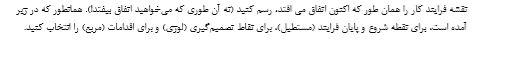 نقشه فرایند کار را همان طور که اکنون اتفاق می افتد، رسم کنید (نه آن طوری که می‌خواهید اتفاق بیفتد!). همانطور که در زیر
آمده است، برای نقطه شروع و پایان فرایند (مستطیل)، برای نقاط تصمیم‌گیری (لوزی) و برای اقدامات (مربع) را انتخاب کنید.